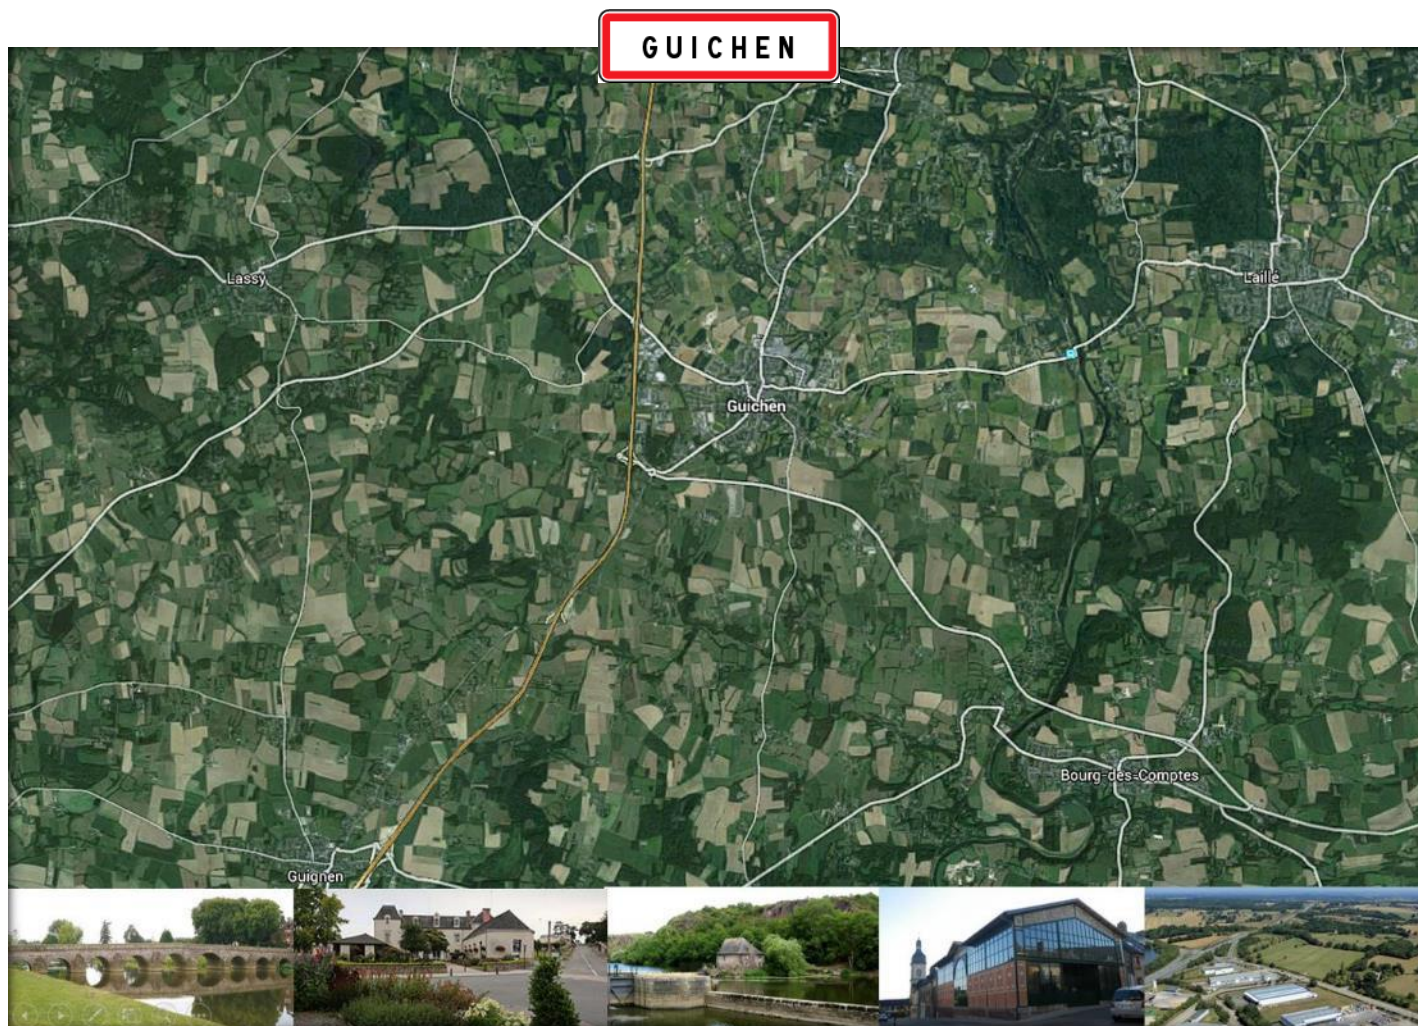 GUICHEN
Lassy
Laillé
Guichen
Bourg-des-Comptes
Guignen